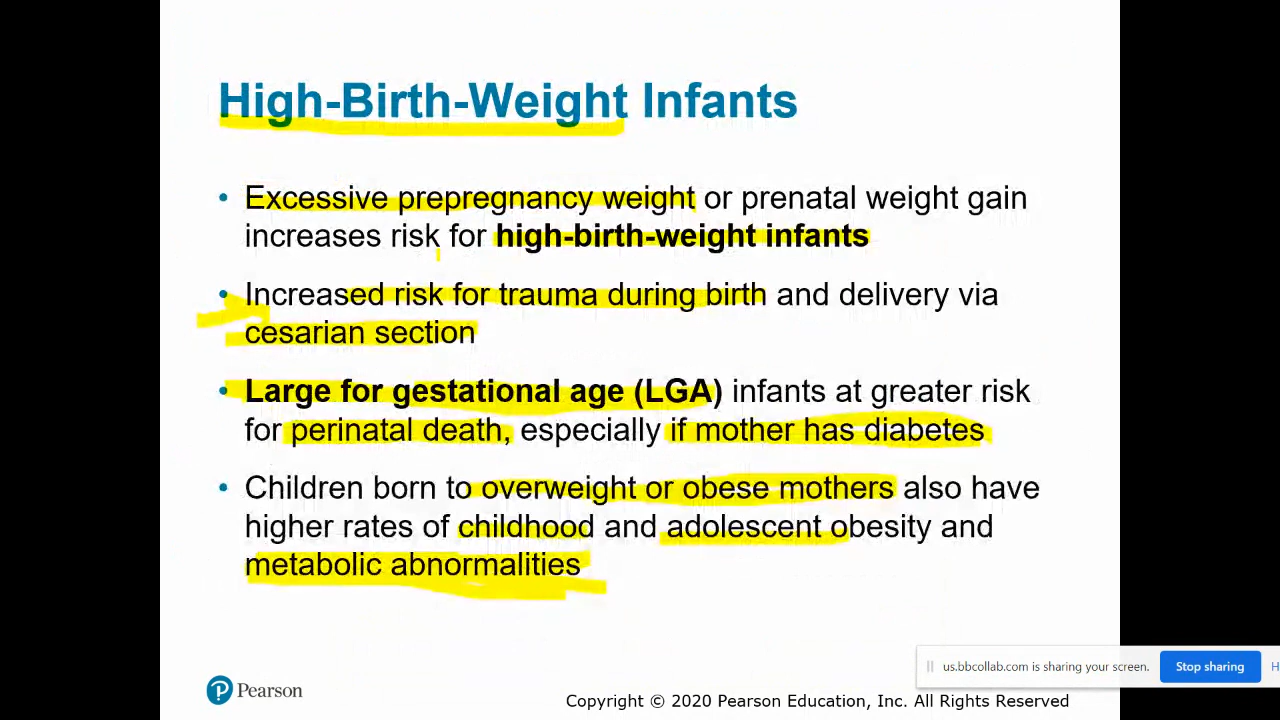 High-Birth-Weight Infants
• Excessive prepregnancy weight or prenatal weight gain
increases risk for high-birth-weight infants
• Increased risk for trauma during birth and delivery via
cesarian section
• Large for gestational age (LGA) infants at greater risk
for perinatal death, especially if mother has diabetes
• Children born to overweight or obese mothers also have
higher rates of childhood and adolescent obesity and
metabolic abnormalities
us.bbcollab.com is sharing your screen. Stop sharing H
Pearson
Copyright © 2020 Pearson Education, Inc. All Rights Reserved